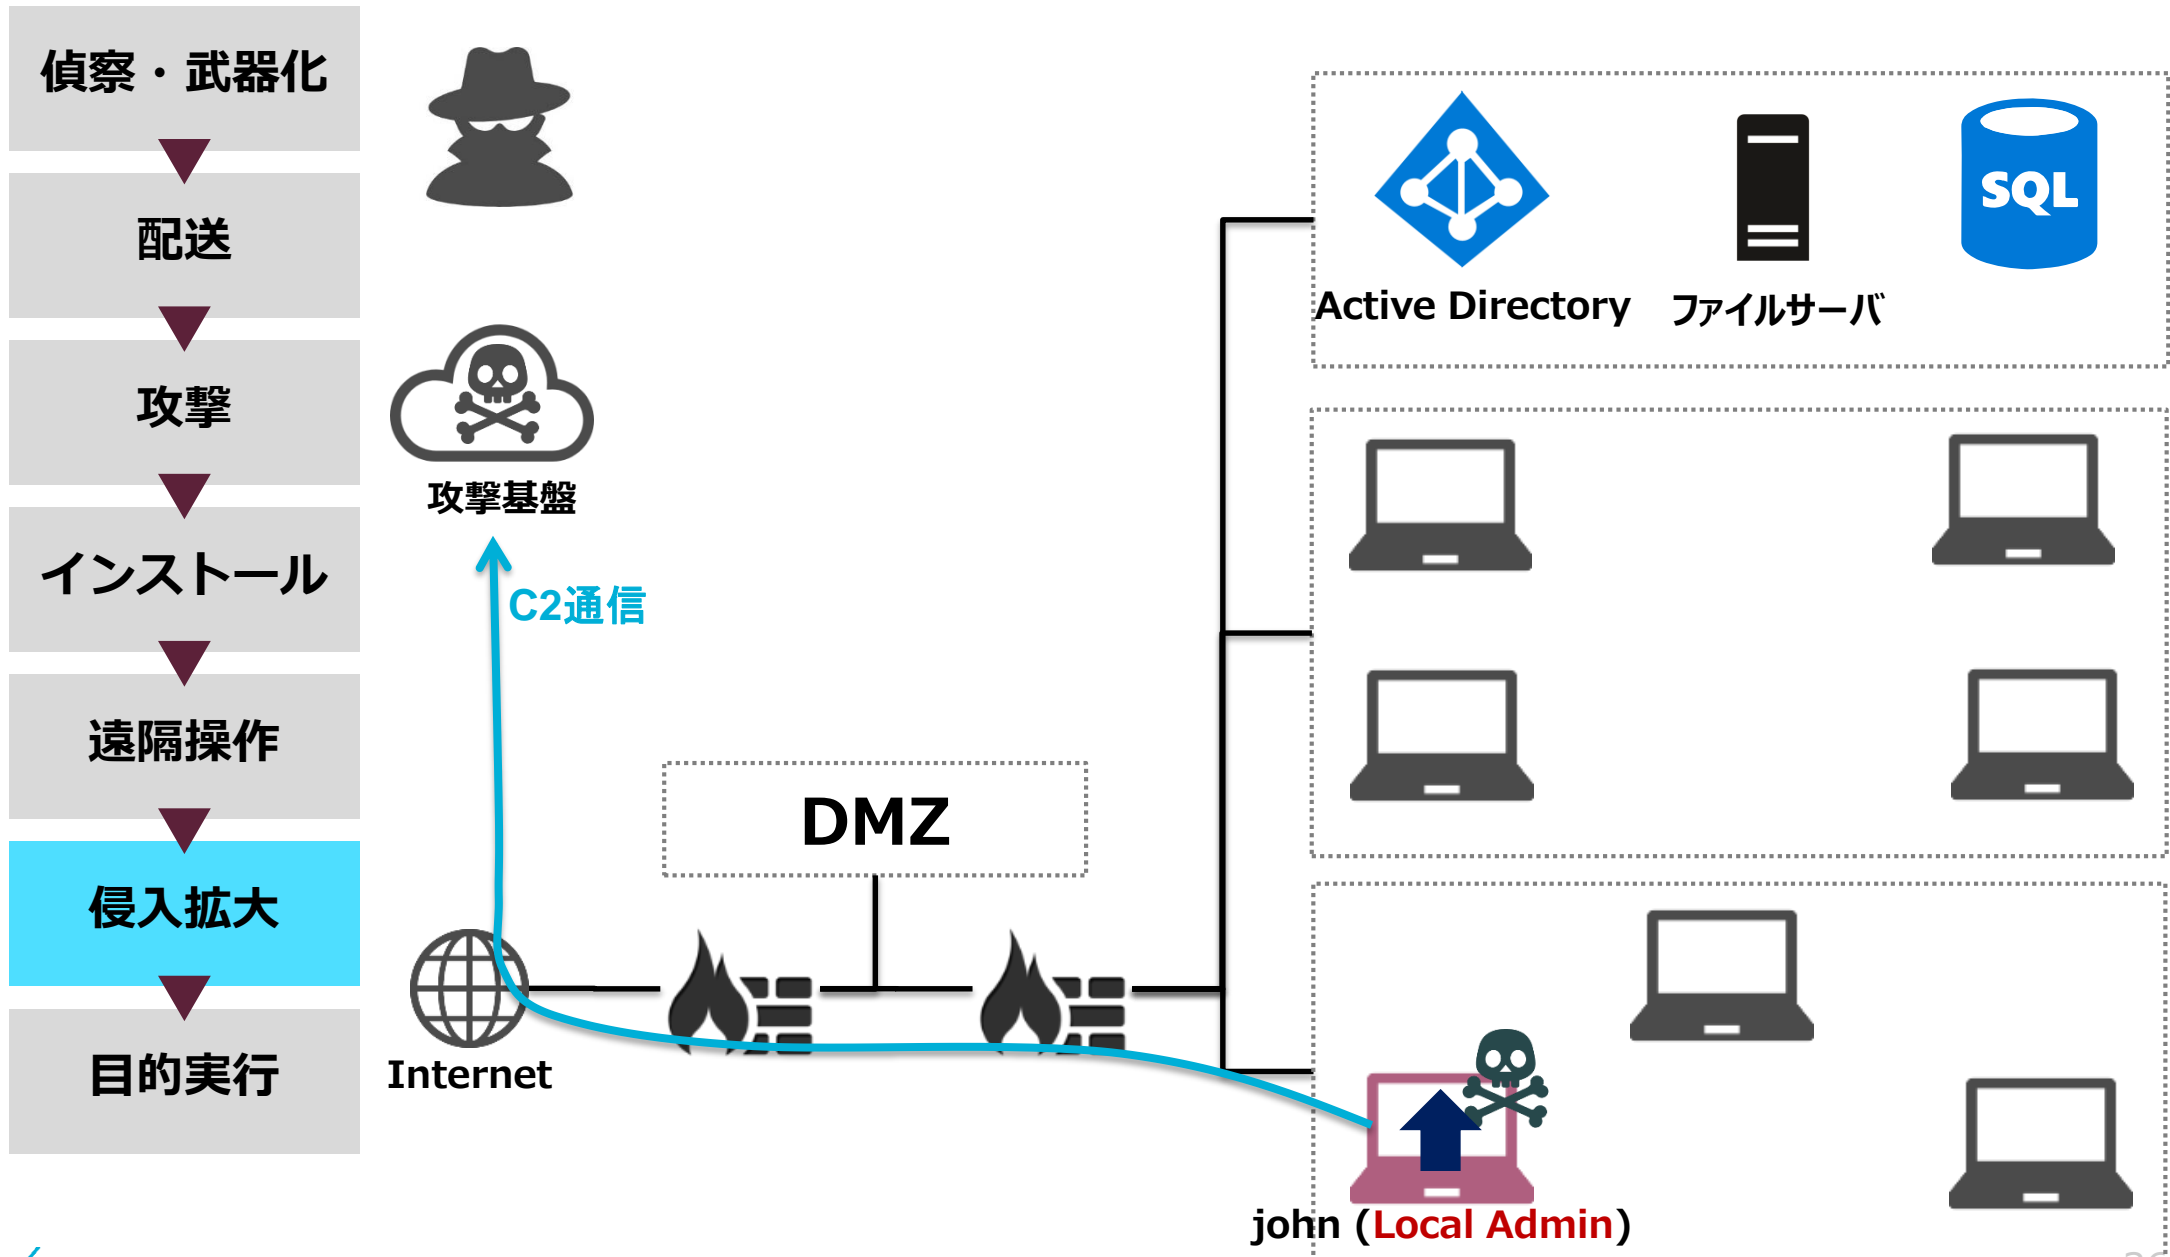 偵察・武器化
配送
攻撃
インストール
遠隔操作
侵入拡大
目的実行
攻撃基盤
C2通信
Internet
DMZ
Active Directory
ファイルサーバ
SQL
john (Local Admin)